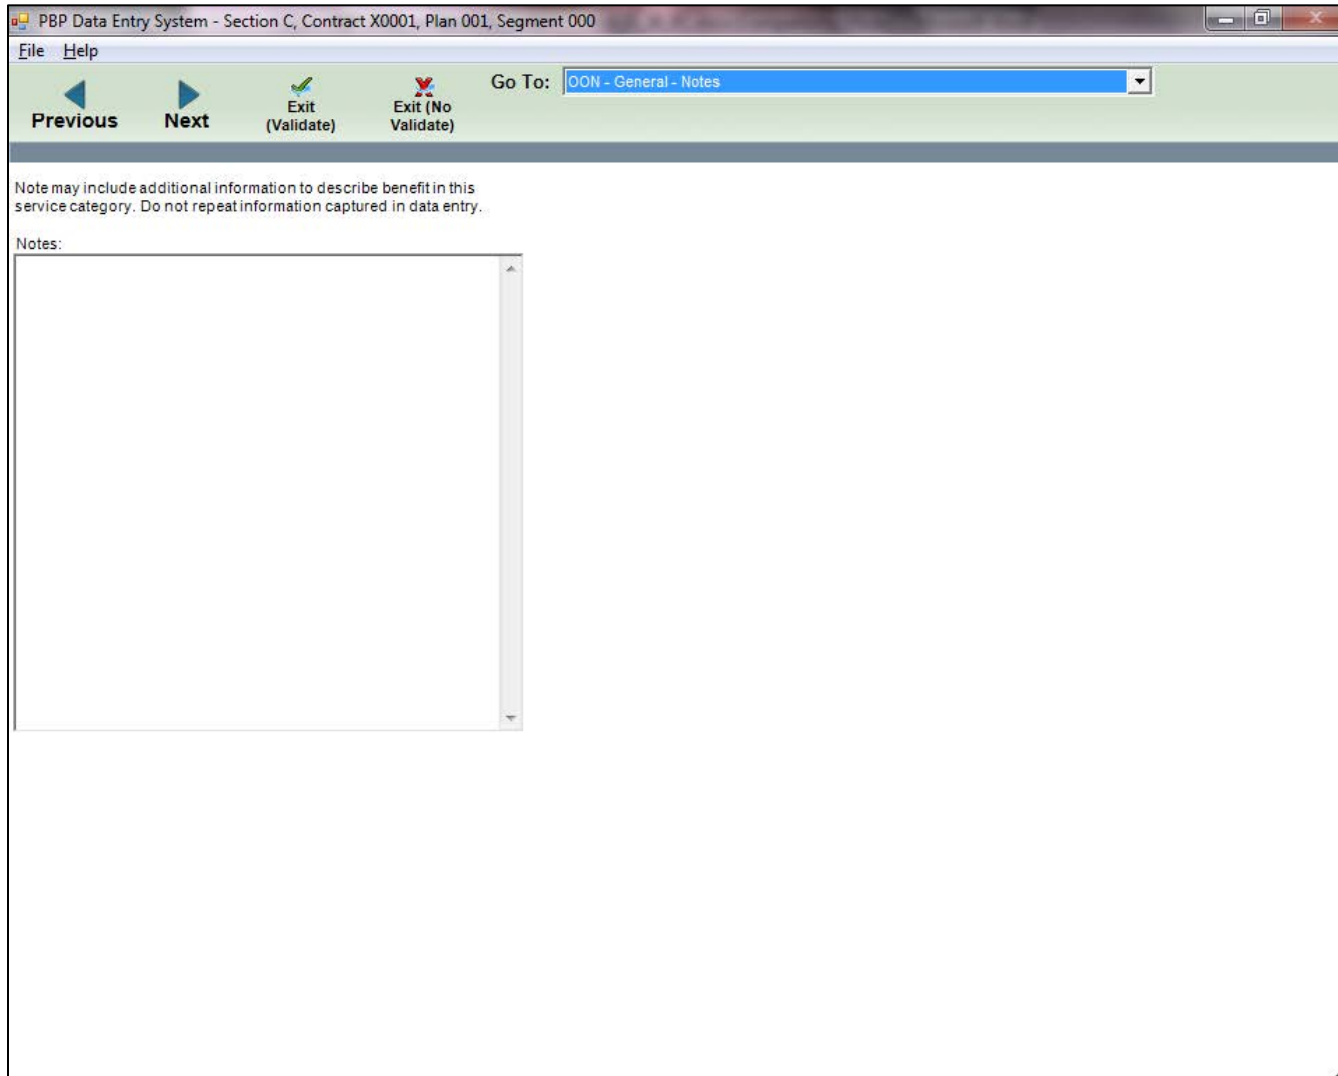 PBP Data Entry System - Section C, Contract X0001, Plan 001, Segment 000
File Help
Previous
Next
Exit
(Validate)
Exit (No
Validate)
Go To:
OON - General - Notes
Note may include additional information to describe benefit in this
service category. Do not repeat information captured in data entry.
Notes: